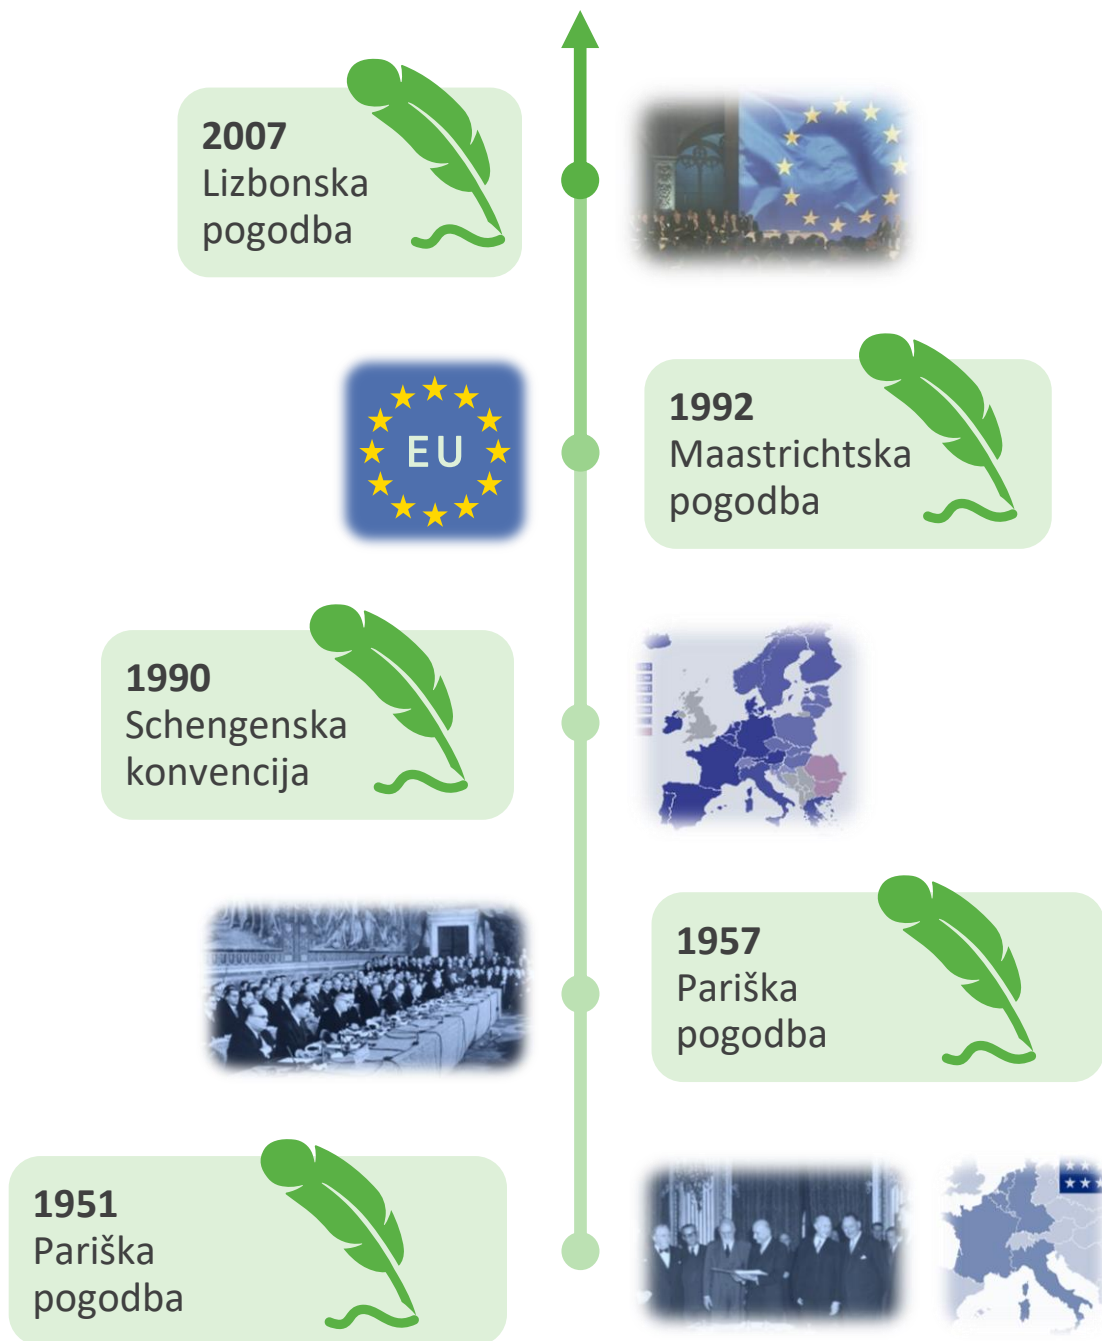 2007
Lizbonska
pogodba
EU
1992
Maastrichtska
pogodba
1990
Schengenska
konvencija
1957
Pariška
pogodba
1951
Pariška
pogodba